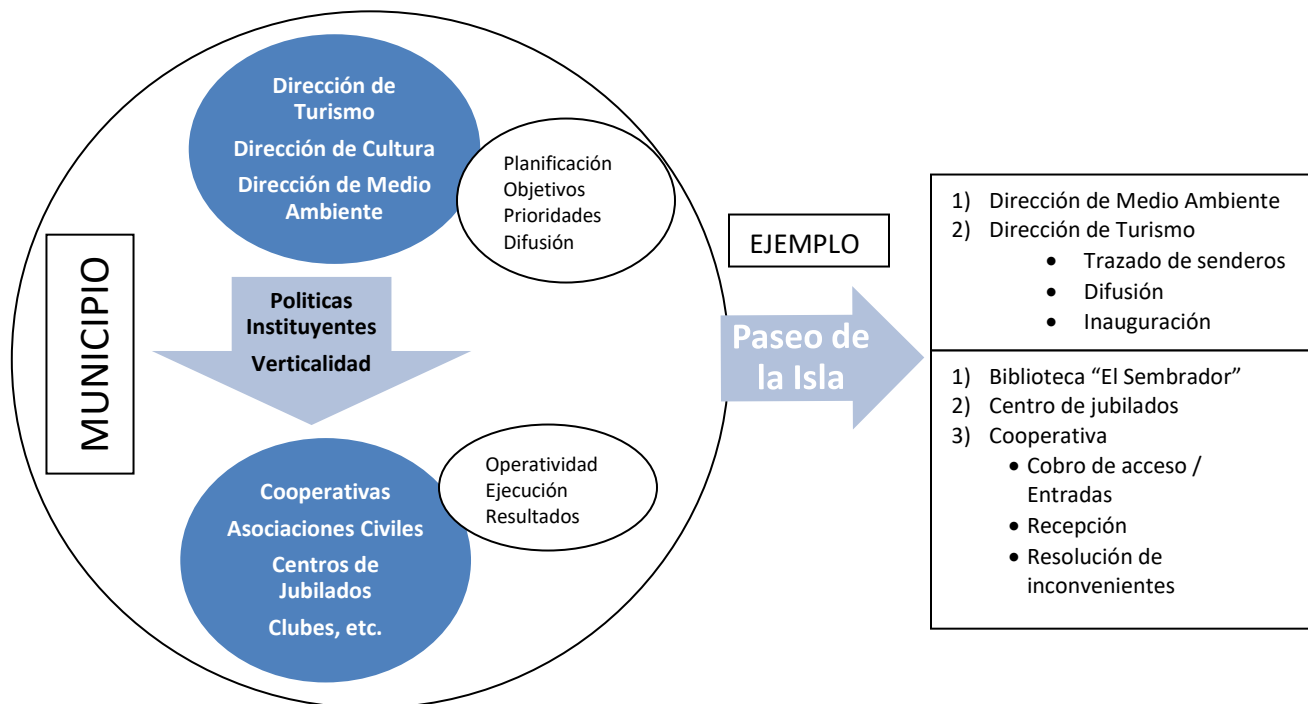 MUNICIPIO
Dirección de
Turismo
Dirección de Cultura
Dirección de Medio
Ambiente
Planificación
Objetivos
Prioridades
Difusión
Politicas
Instituyentes
Verticalidad
Cooperativas
Asociaciones Civiles
Centros de
Jubilados
Clubes, etc.
Operatividad
Ejecución
Resultados
EJEMPLO
Paseo de
la Isla
1) Dirección de Medio Ambiente
2) Dirección de Turismo
• Trazado de senderos
• Difusión
• Inauguración
1) Biblioteca “El Sembrador”
2) Centro de jubilados
3) Cooperativa
• Cobro de acceso /
Entradas
• Recepción
• Resolución de
inconvenientes